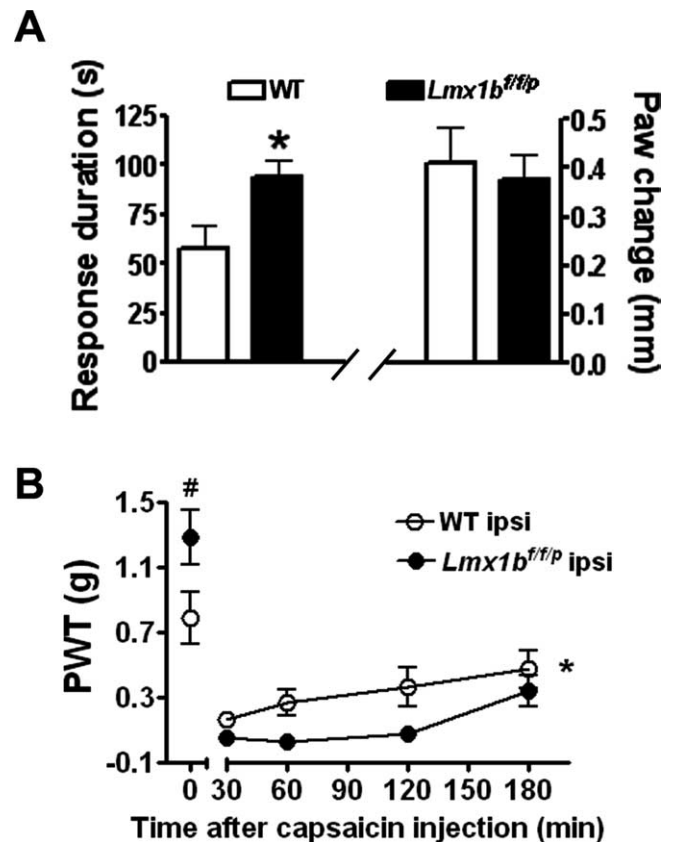 A
WT Lmx1b^f/f/p
Response duration (s)
125
100
75
50
25
0
*
0.5
0.4
0.3
0.2
0.1
0.0
Paw change (mm)
B
PWT (g)
1.5
1.1
0.7
0.3
-0.1
#
WT ipsi
Lmx1b^f/f/p ipsi
*
0 30 60 90 120 150 180
Time after capsaicin injection (min)